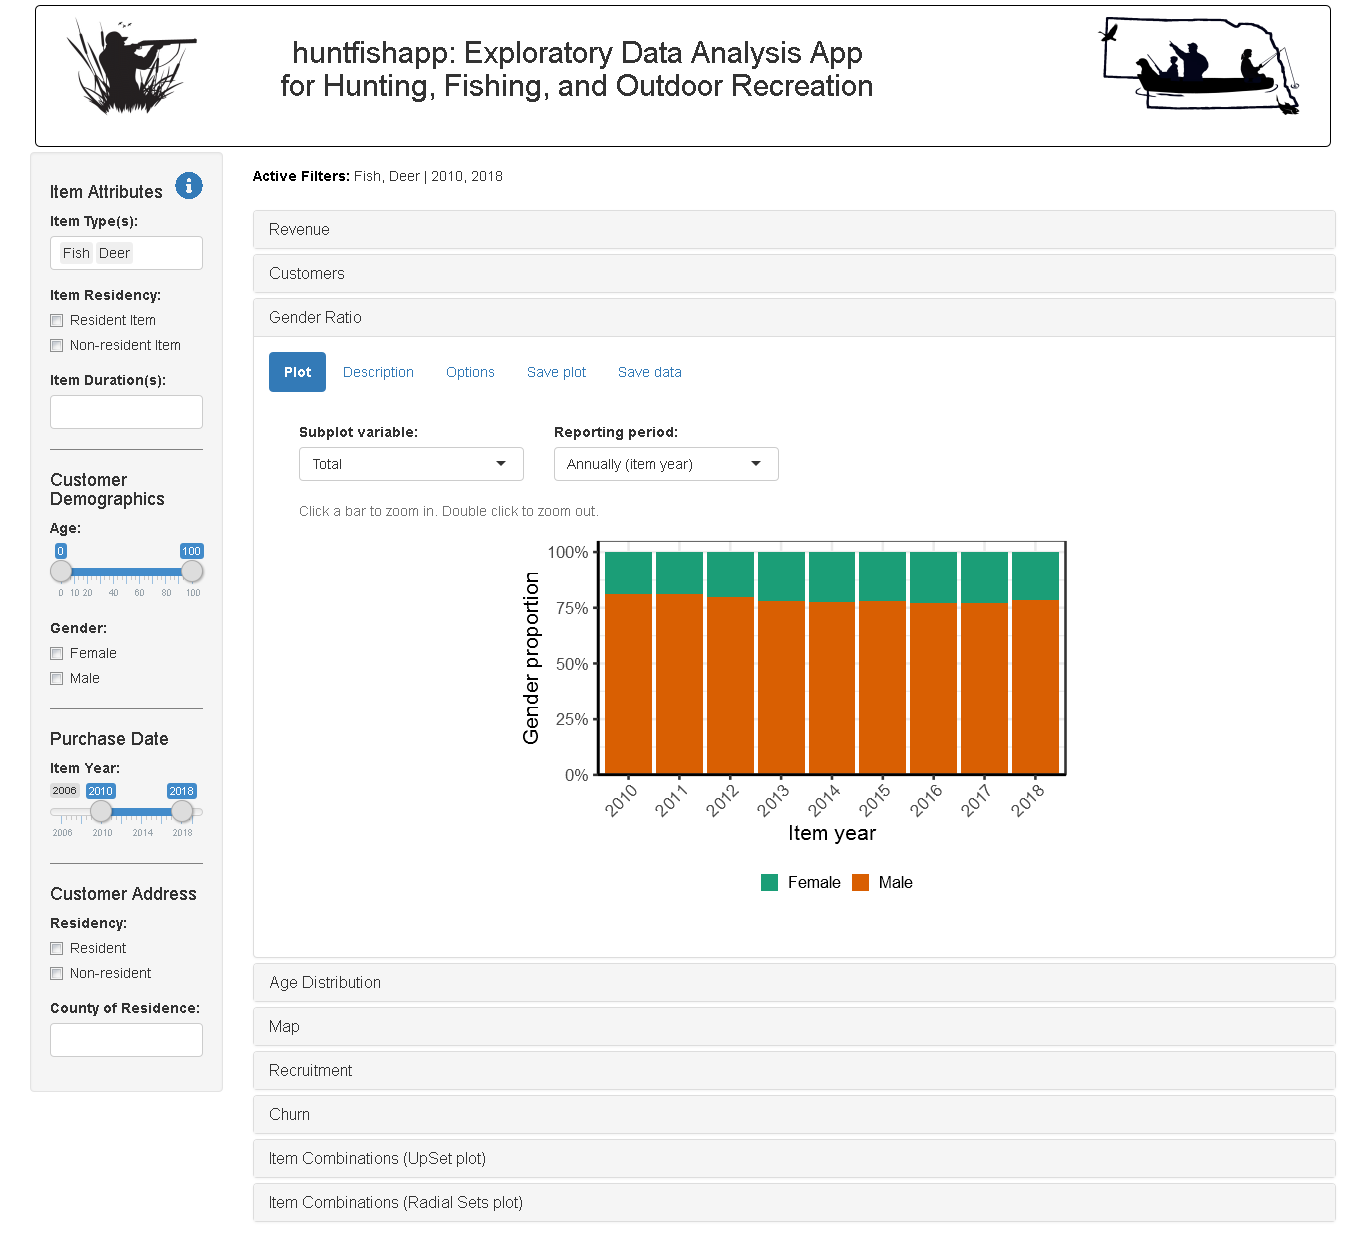 huntfishapp: Exploratory Data Analysis App
for Hunting, Fishing, and Outdoor Recreation
Item Attributes
Item Type(s):
Fish Deer
Item Residency:
Resident Item
Non-resident Item
Item Duration(s):
Customer
Demographics
Age:
0 100
0 10 20 40 60 80 100
Gender:
Female
Male
Purchase Date
Item Year:
2006 2010 2018
2006 2010 2014 2018
Customer Address
Residency:
Resident
Non-resident
County of Residence:
Active Filters: Fish, Deer | 2010, 2018
Revenue
Customers
Gender Ratio
Plot Description Options Save plot Save data
Subplot variable: Reporting period:
Total Annually (item year)
Click a bar to zoom in. Double click to zoom out.
Gender proportion
100%
75%
50%
25%
0%
2010 2011 2012 2013 2014 2015 2016 2017 2018
Item year
Female Male
Age Distribution
Map
Recruitment
Churn
Item Combinations (UpSet plot)
Item Combinations (Radial Sets plot)